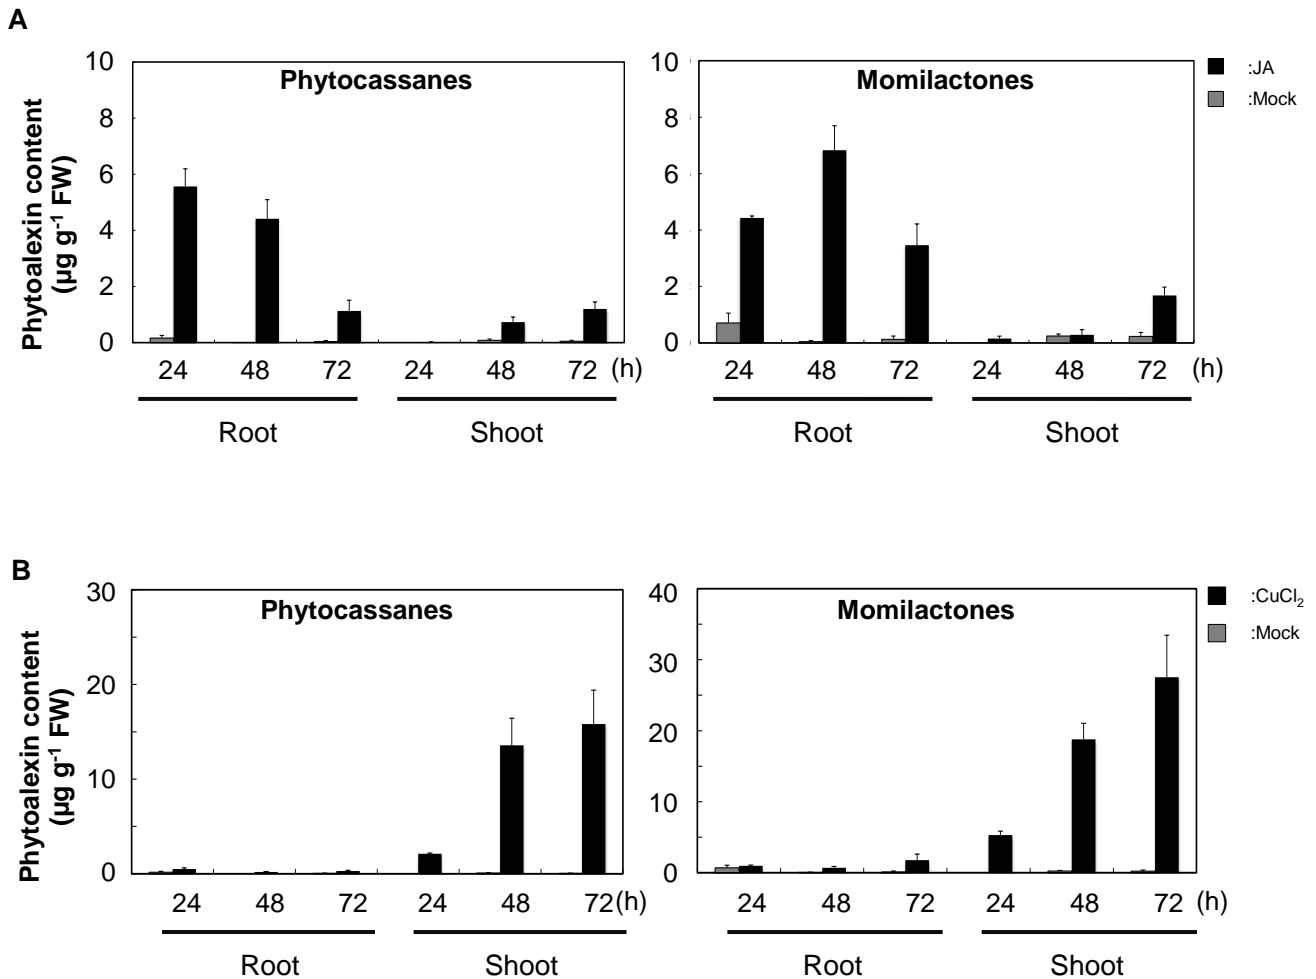 A
Phytoalexin content
(µg g⁻¹ FW)
Phytocassanes
10
8
6
4
2
0
24 48 72 24 48 72 (h)
Root Shoot
Momilactones
10
8
6
4
2
0
24 48 72 24 48 72 (h)
Root Shoot
:JA
:Mock
B
Phytoalexin content
(µg g⁻¹ FW)
Phytocassanes
30
20
10
0
24 48 72 24 48 72(h)
Root Shoot
Momilactones
40
30
20
10
0
24 48 72 24 48 72 (h)
Root Shoot
:CuCl₂
:Mock